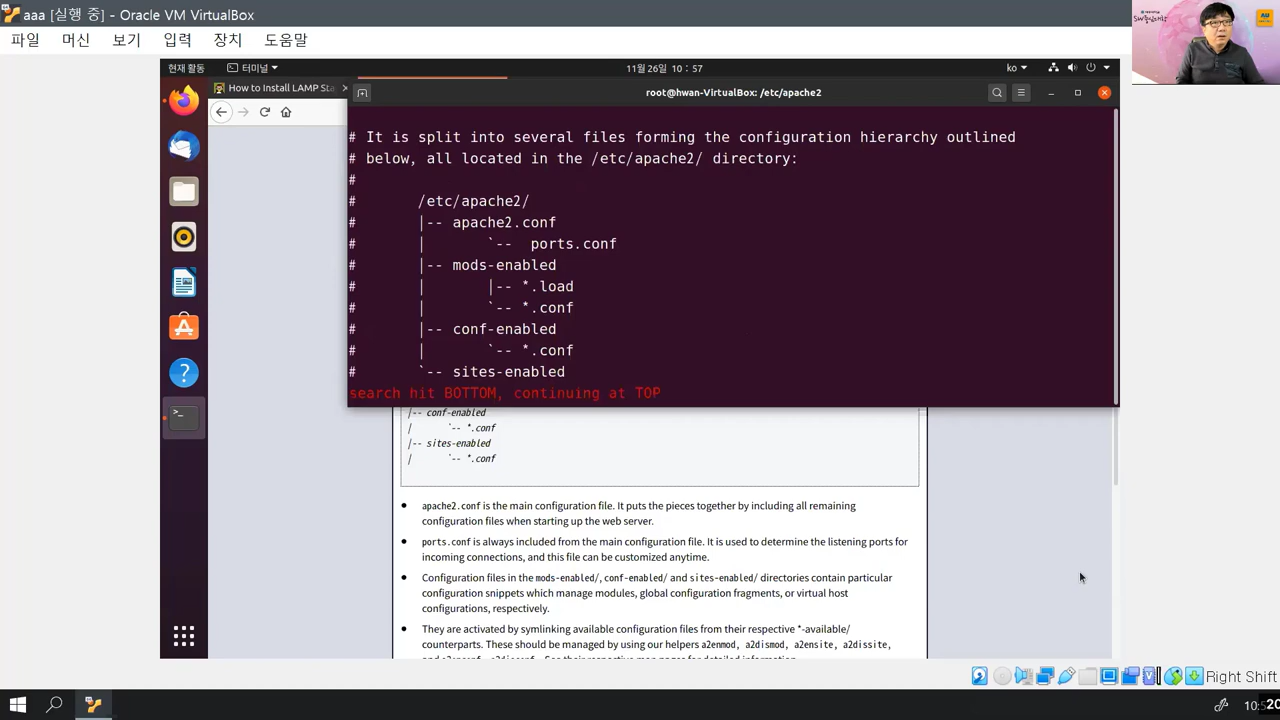 aaa [실행 중] - Oracle VM VirtualBox
파일 머신 보기 입력 장치 도움말
현재 활동 터미널 11월 26일 10 : 57 ko
How to Install LAMP Sta
root@hwan-VirtualBox: /etc/apache2
# It is split into several files forming the configuration hierarchy outlined
# below, all located in the /etc/apache2/ directory:
#
# /etc/apache2/
# |-- apache2.conf
# | `-- ports.conf
# |-- mods-enabled
# | |-- *.load
# | `-- *.conf
# |-- conf-enabled
# | `-- *.conf
# `-- sites-enabled
search hit BOTTOM, continuing at TOP
|-- conf-enabled
| `-- *.conf
|-- sites-enabled
| `-- *.conf
● apache2.conf is the main configuration file. It puts the pieces together by including all remaining
configuration files when starting up the web server.
● ports.conf is always included from the main configuration file. It is used to determine the listening ports for
incoming connections, and this file can be customized anytime.
● Configuration files in the mods-enabled/, conf-enabled/ and sites-enabled/ directories contain particular
configuration snippets which manage modules, global configuration fragments, or virtual host
configurations, respectively.
● They are activated by symlinking available configuration files from their respective *-available/
counterparts. These should be managed by using our helpers a2enmod, a2dismod, a2ensite, a2dissite,
Right Shift